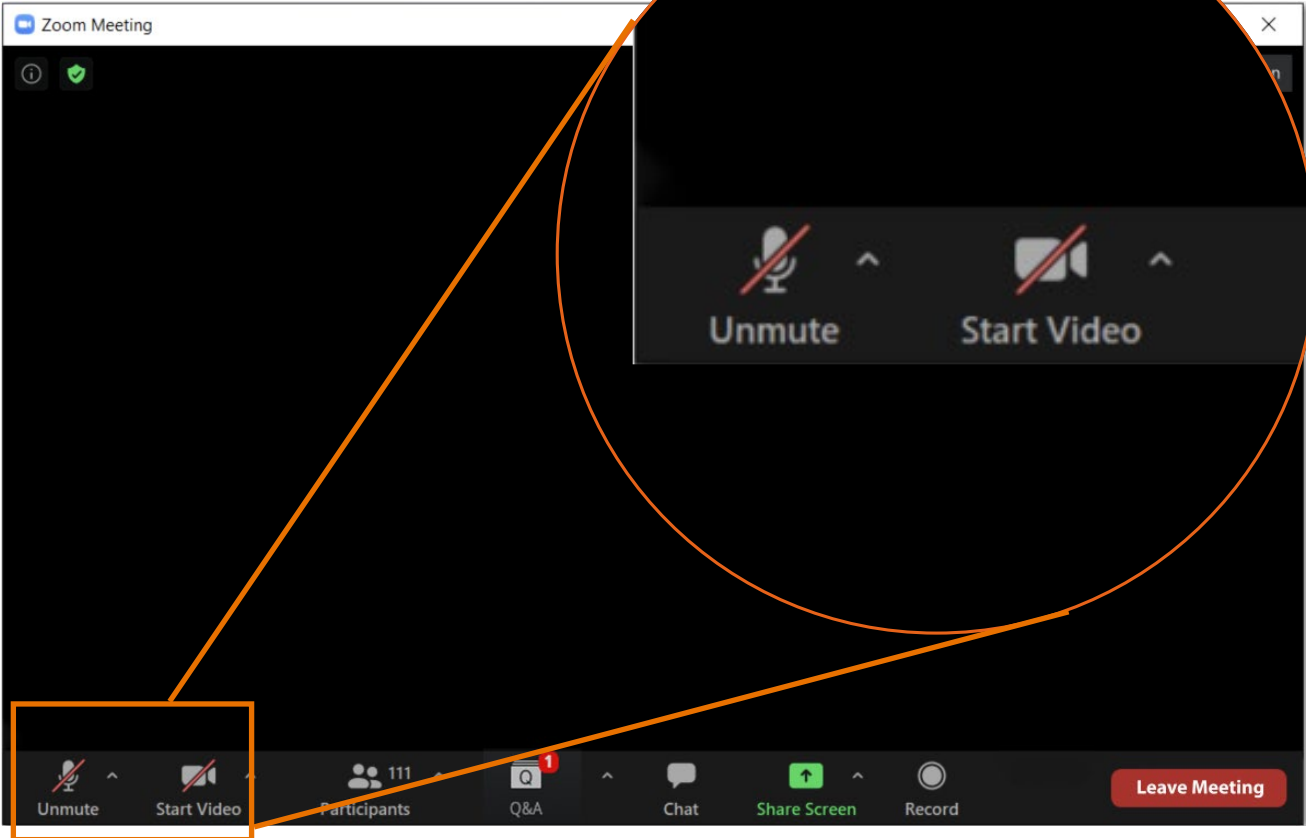 Zoom Meeting
n
Unmute
Start Video
111
1
Q
Unmute
Start Video
Participants
Q&A
Chat
Share Screen
Record
Leave Meeting